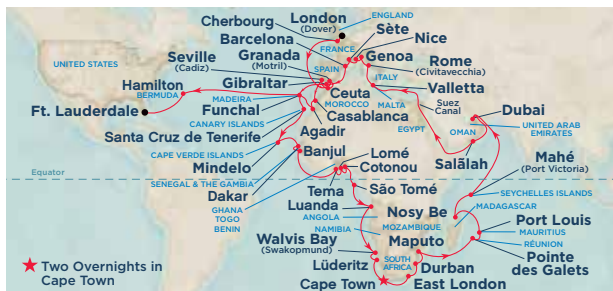 London
(Dover)
ENGLAND
Cherbourg
Barcelona
FRANCE
Sète
Nice
Seville
(Cadiz)
Granada
(Motril)
SPAIN
Genoa
Rome
(Civitavecchia)
ITALY
UNITED STATES
Hamilton
BERMUDA
Gibraltar
Ceuta
MOROCCO
MALTA
Valletta
Suez
Canal
Dubai
Ft. Lauderdale
MADEIRA
Funchal
Casablanca
CANARY ISLANDS
Agadir
EGYPT
OMAN
UNITED ARAB
EMIRATES
Santa Cruz de Tenerife
CAPE VERDE ISLANDS
Mindelo
Banjul
Lomé
Cotonou
Salālah
Mahé
(Port Victoria)
Equator
SENEGAL & THE GAMBIA
Dakar
Tema
São Tomé
SEYCHELLES ISLANDS
GHANA
TOGO
BENIN
Luanda
ANGOLA
Nosy Be
MADAGASCAR
Port Louis
MAURITIUS
NAMIBIA
MOZAMBIQUE
RÉUNION
Walvis Bay
(Swakopmund)
Maputo
Pointe
des Galets
Lüderitz
SOUTH
AFRICA
Durban
Cape Town
East London
Two Overnights in
Cape Town